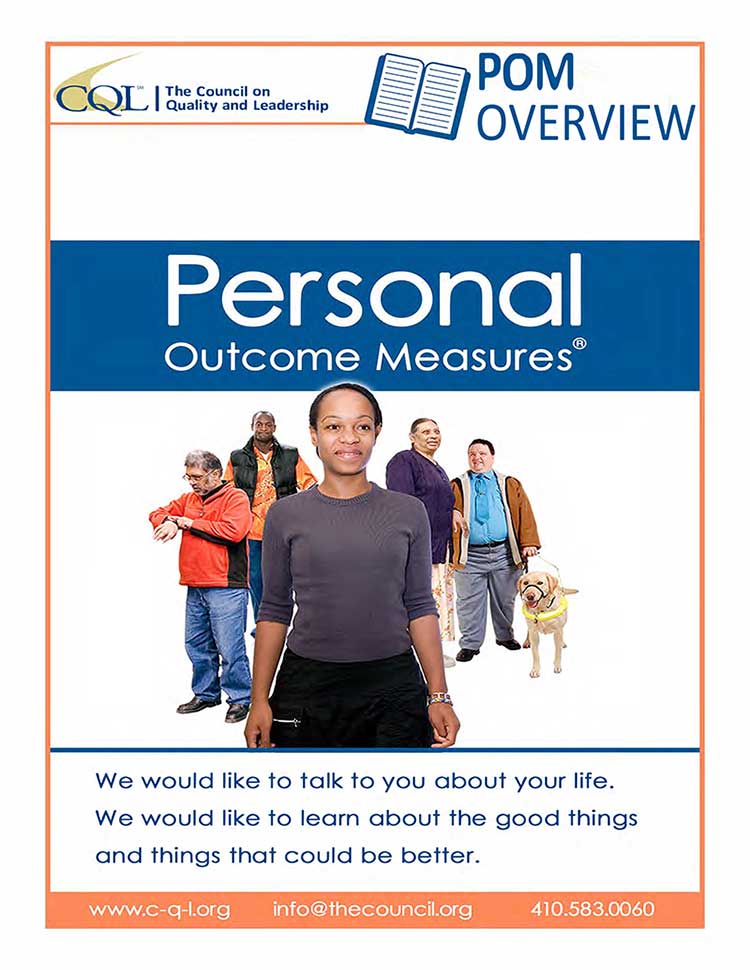 CQL℠ | The Council on
Quality and Leadership
POM
OVERVIEW
Personal
Outcome Measures®
We would like to talk to you about your life.
We would like to learn about the good things
and things that could be better.
www.c-q-l.org info@thecouncil.org 410.583.0060